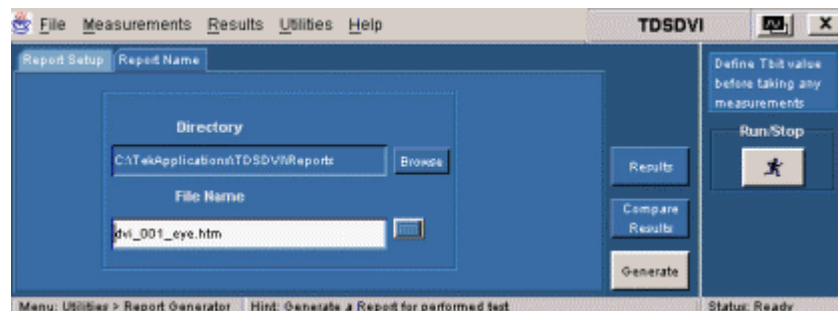 File Measurements Results Utilities Help TDSDVI X
Report Setup Report Name
Define Tbit value
before taking any
measurements
Directory
Run/Stop
C:\TekApplications\TDSDVI\Reports Browse
Results
File Name
Compare
Results
dvi_001_eye.htm
Generate
Menu: Utilities > Report Generator Hint: Generate a Report for performed test Status: Ready